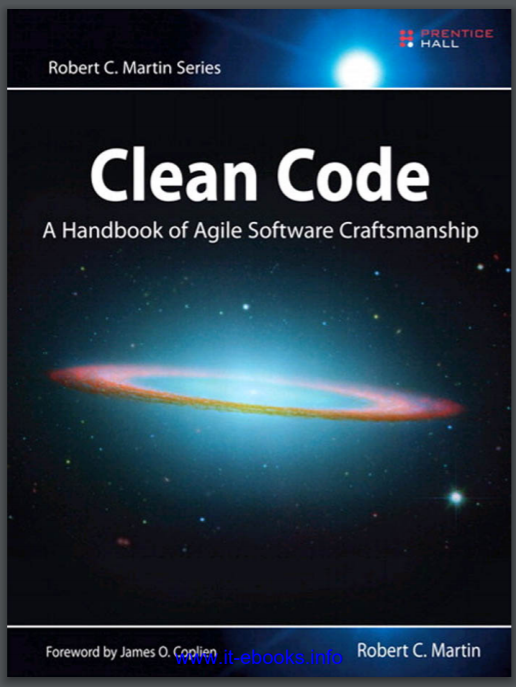 PRENTICE
HALL
Robert C. Martin Series
Clean Code
A Handbook of Agile Software Craftsmanship
Foreword by James O. Coplien
www.it-ebooks.info
Robert C. Martin